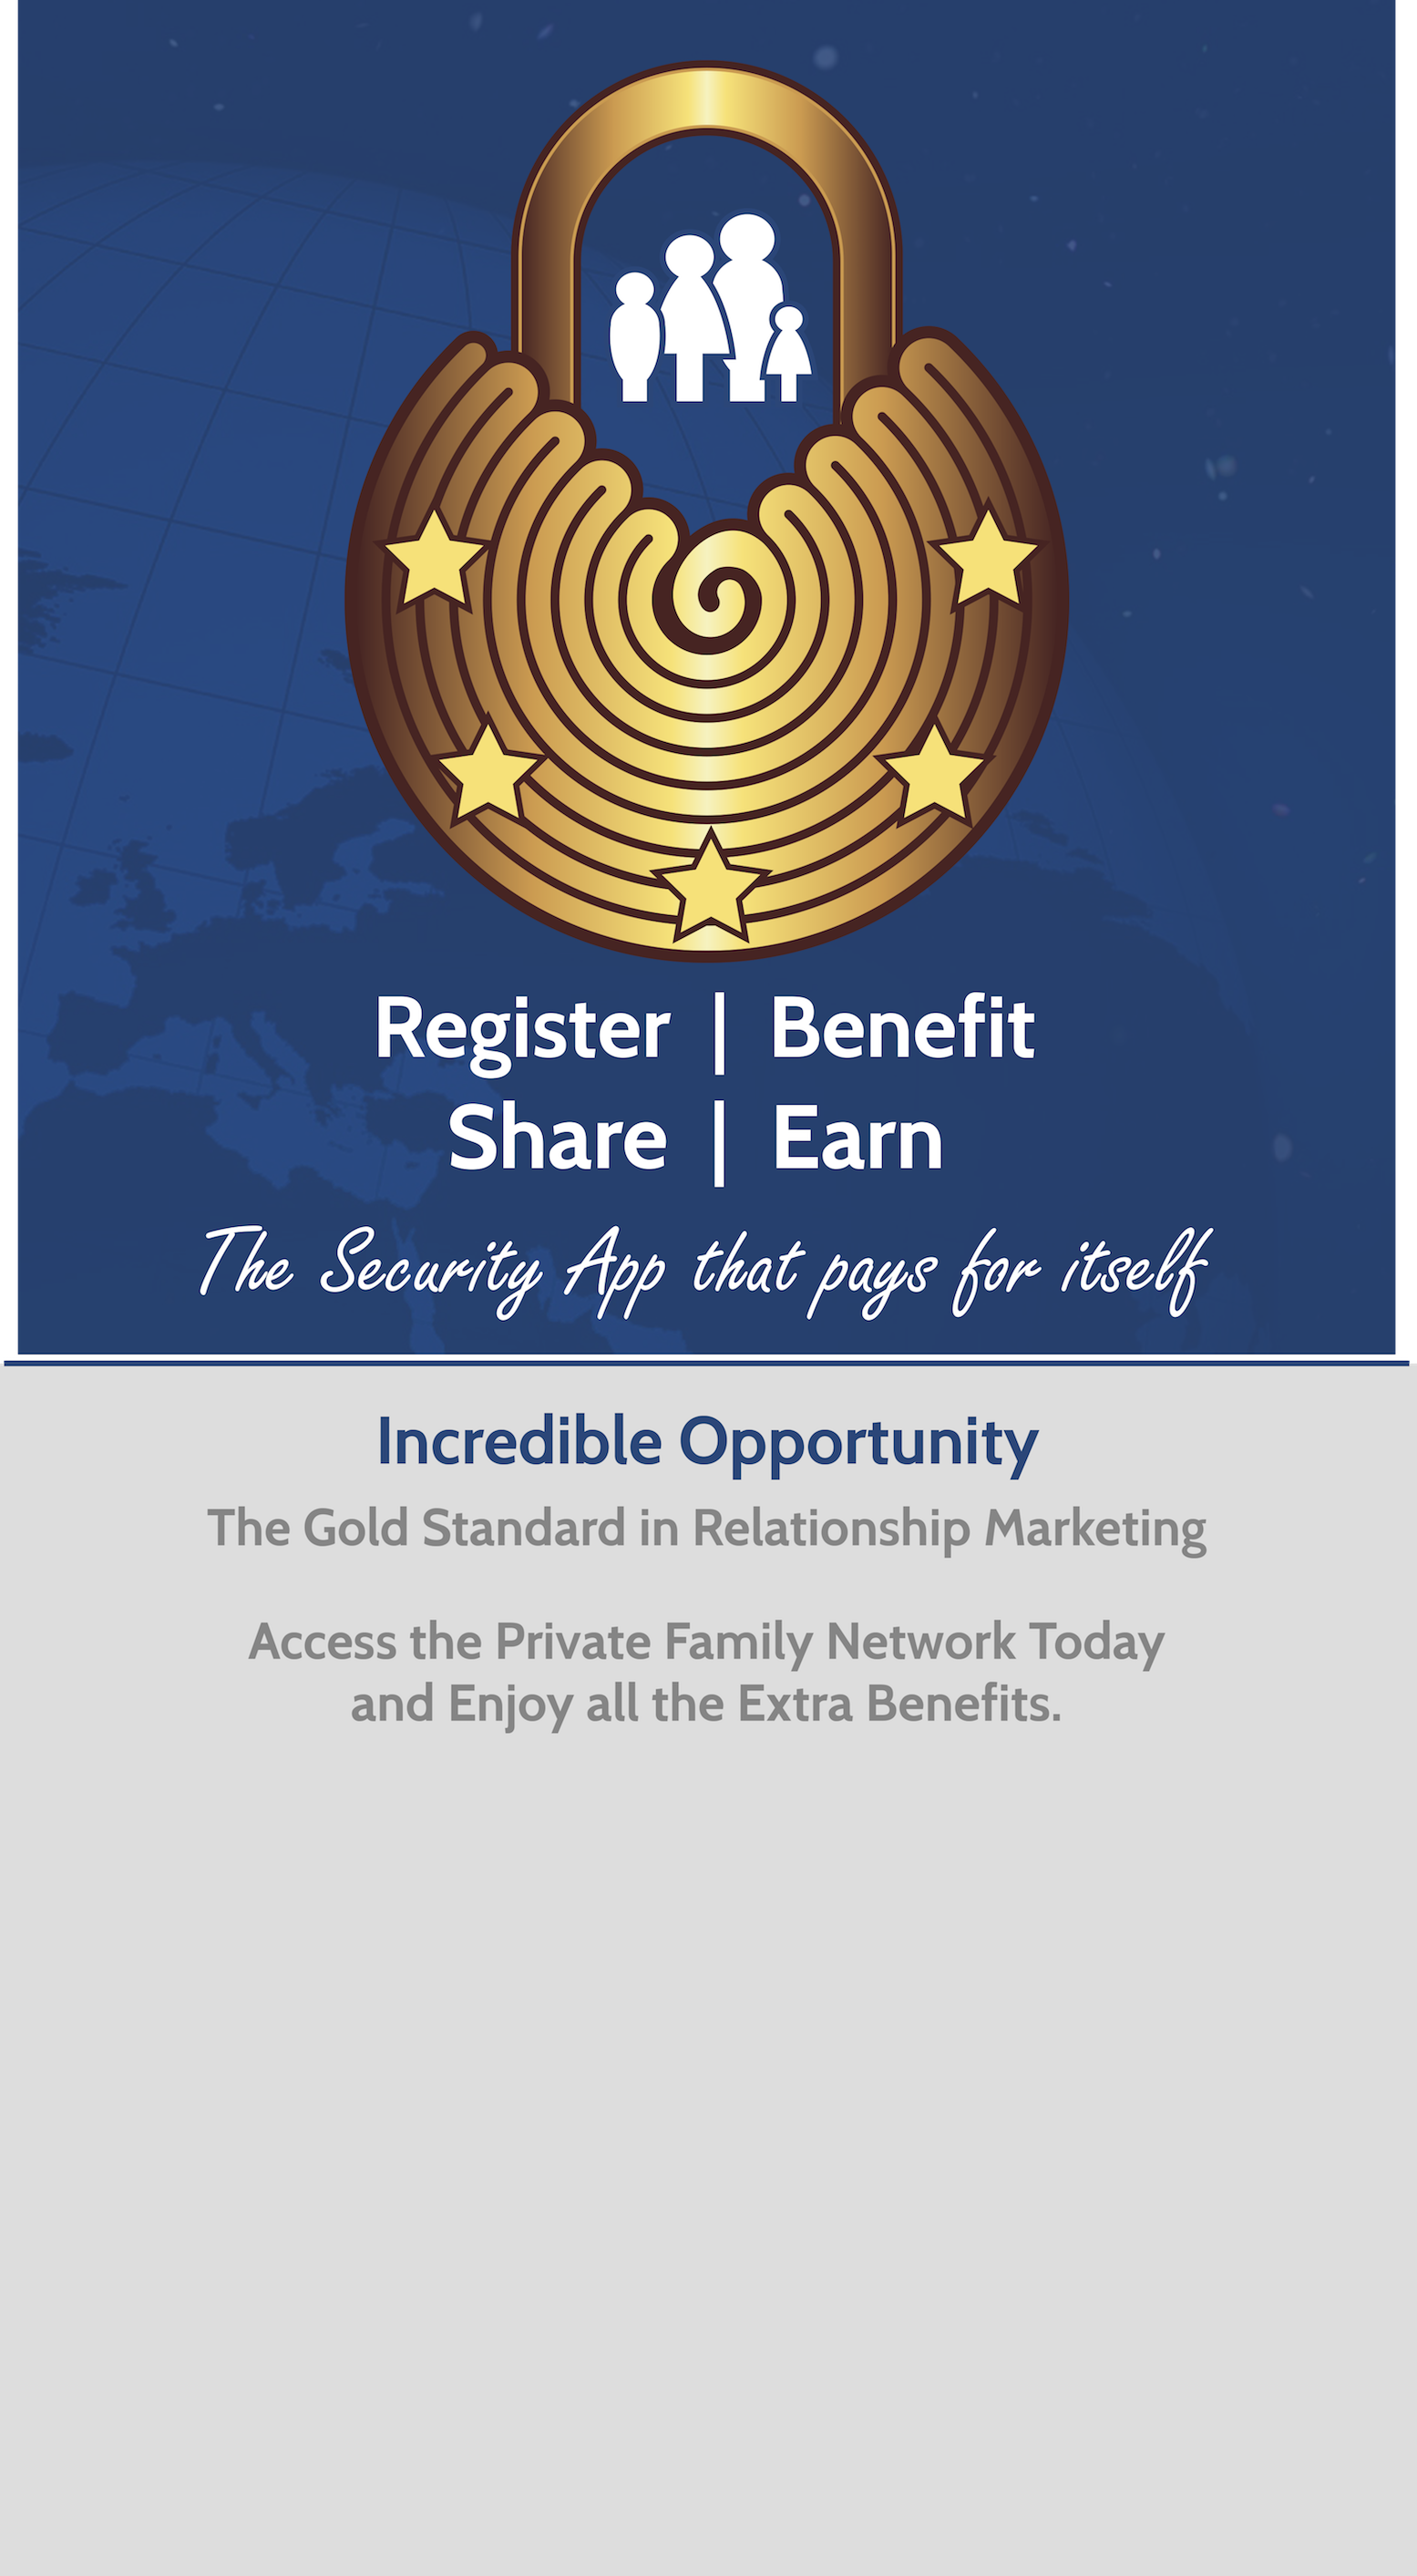 Register | Benefit
Share | Earn
The Security App that pays for itself
Incredible Opportunity
The Gold Standard in Relationship Marketing
Access the Private Family Network Today
and Enjoy all the Extra Benefits.